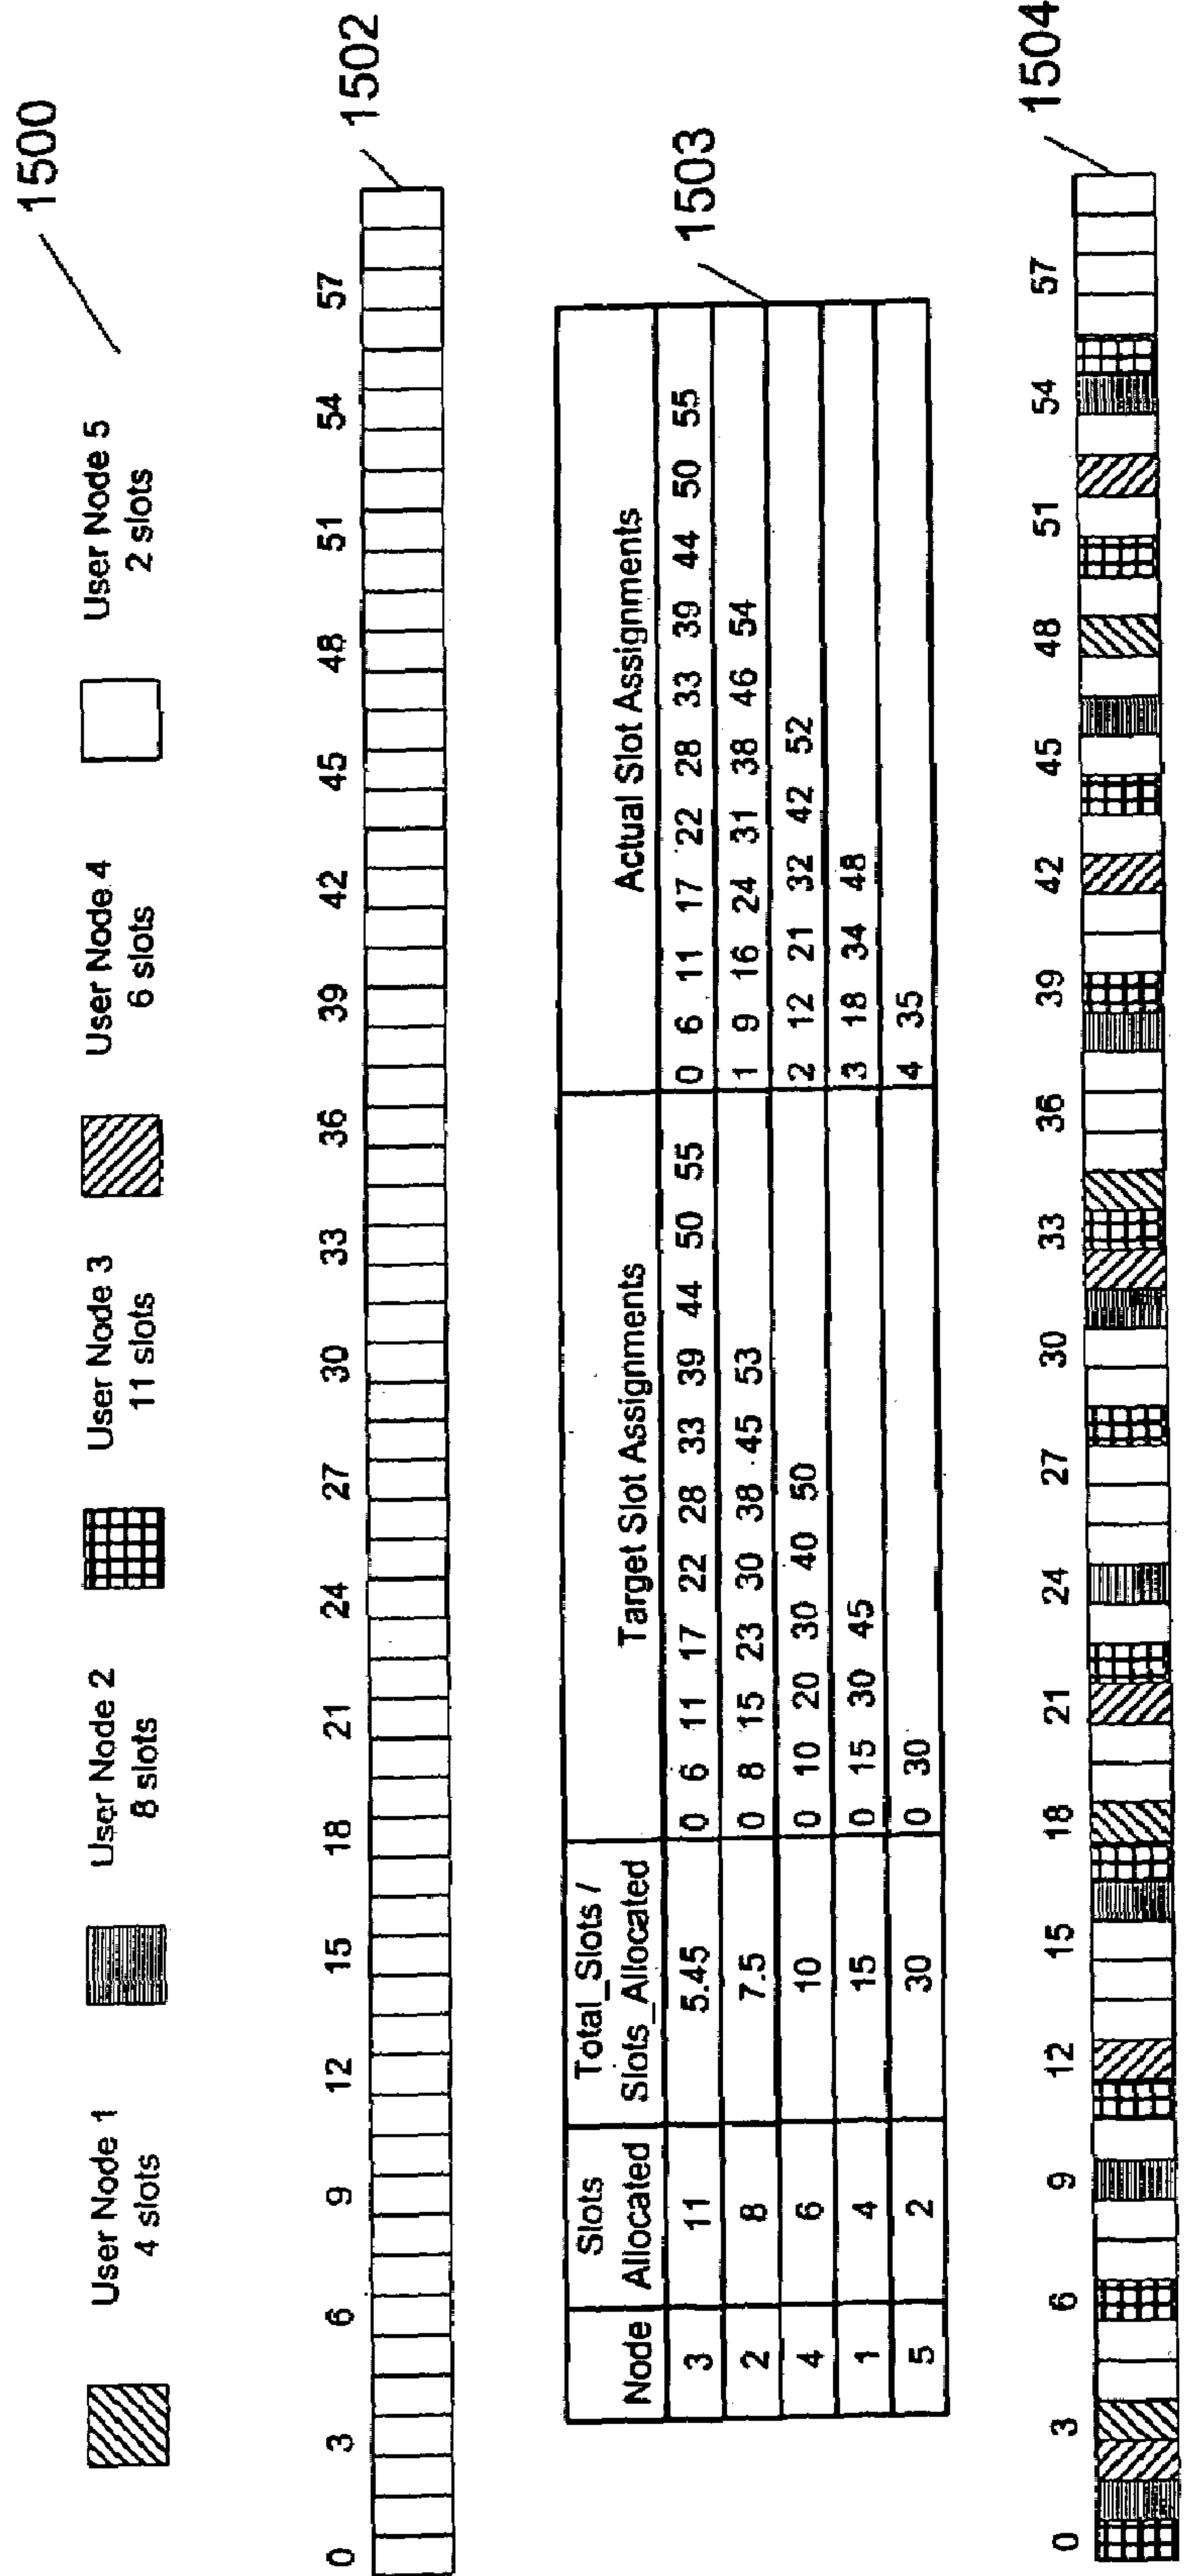 1500
User Node 1 User Node 2 User Node 3 User Node 4 User Node 5
4 slots 8 slots 11 slots 6 slots 2 slots
0 3 6 9 12 15 18 21 24 27 30 33 36 39 42 45 48 51 54 57
1502
1503
Node Slots Allocated Total_Slots / Slots_Allocated Target Slot Assignments Actual Slot Assignments
3 11 5.45 0 6 11 17 22 28 33 39 44 50 55 0 6 11 17 22 28 33 39 44 50 55
2 8 7.5 0 8 15 23 30 38 45 53 1 9 16 24 31 38 46 54
4 6 10 0 10 20 30 40 50 2 12 21 32 42 52
1 4 15 0 15 30 45 3 18 34 48
5 2 30 0 30 4 35
0 3 6 9 12 15 18 21 24 27 30 33 36 39 42 45 48 51 54 57
1504